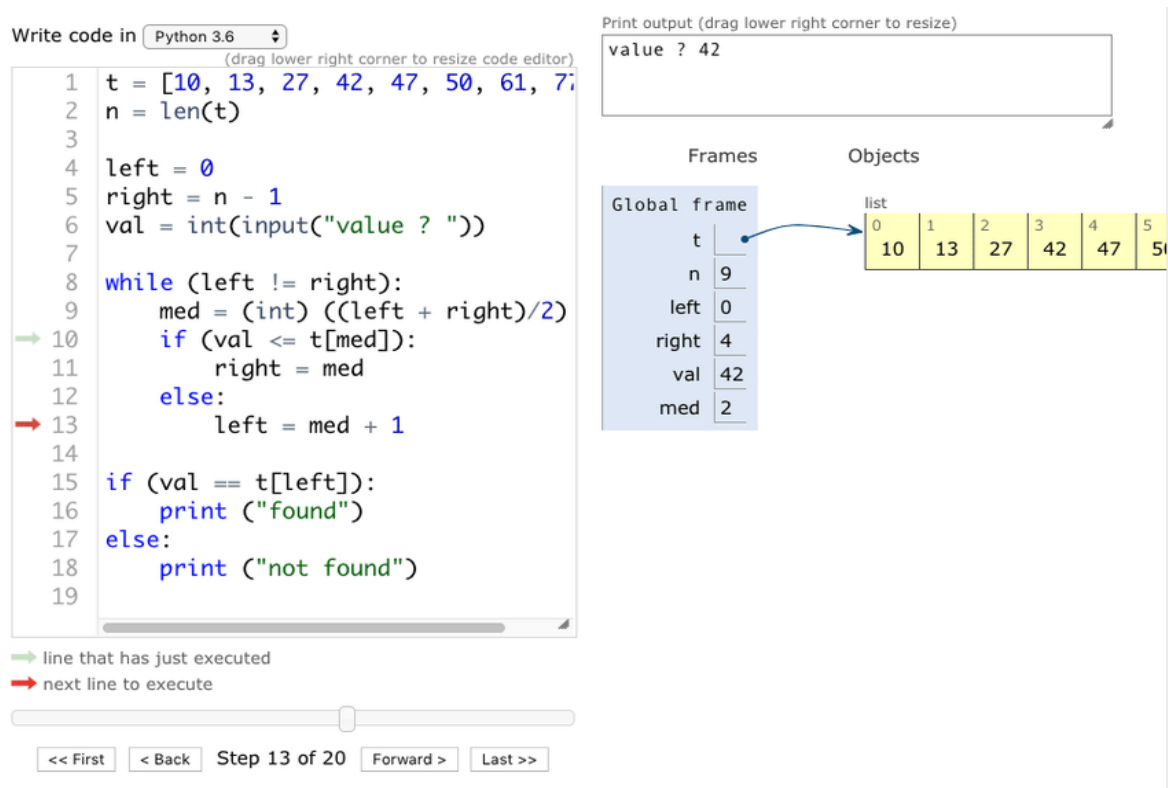 Write code in Python 3.6
(drag lower right corner to resize code editor)
1 t = [10, 13, 27, 42, 47, 50, 61, 77
2 n = len(t)
3
4 left = 0
5 right = n - 1
6 val = int(input("value ? "))
7
8 while (left != right):
9 med = (int) ((left + right)/2)
10 if (val <= t[med]):
11 right = med
12 else:
13 left = med + 1
14
15 if (val == t[left]):
16 print ("found")
17 else:
18 print ("not found")
19
line that has just executed
next line to execute
<< First < Back Step 13 of 20 Forward > Last >>
Print output (drag lower right corner to resize)
value ? 42
Frames Objects
Global frame
t
n 9
left 0
right 4
val 42
med 2
list
0 1 2 3 4 5
10 13 27 42 47